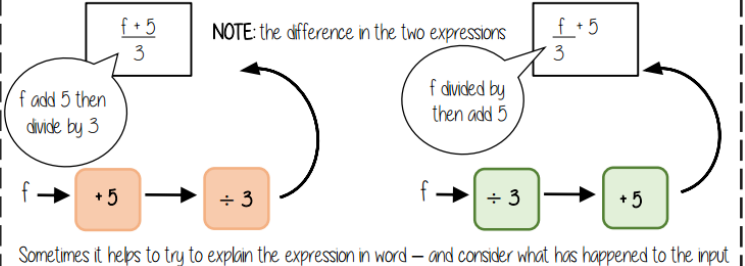 f + 5
3
NOTE: the difference in the two expressions
f + 5
3
f add 5 then
divide by 3
f divided by
then add 5
f
+ 5
÷ 3
f
÷ 3
+ 5
Sometimes it helps to try to explain the expression in word – and consider what has happened to the input